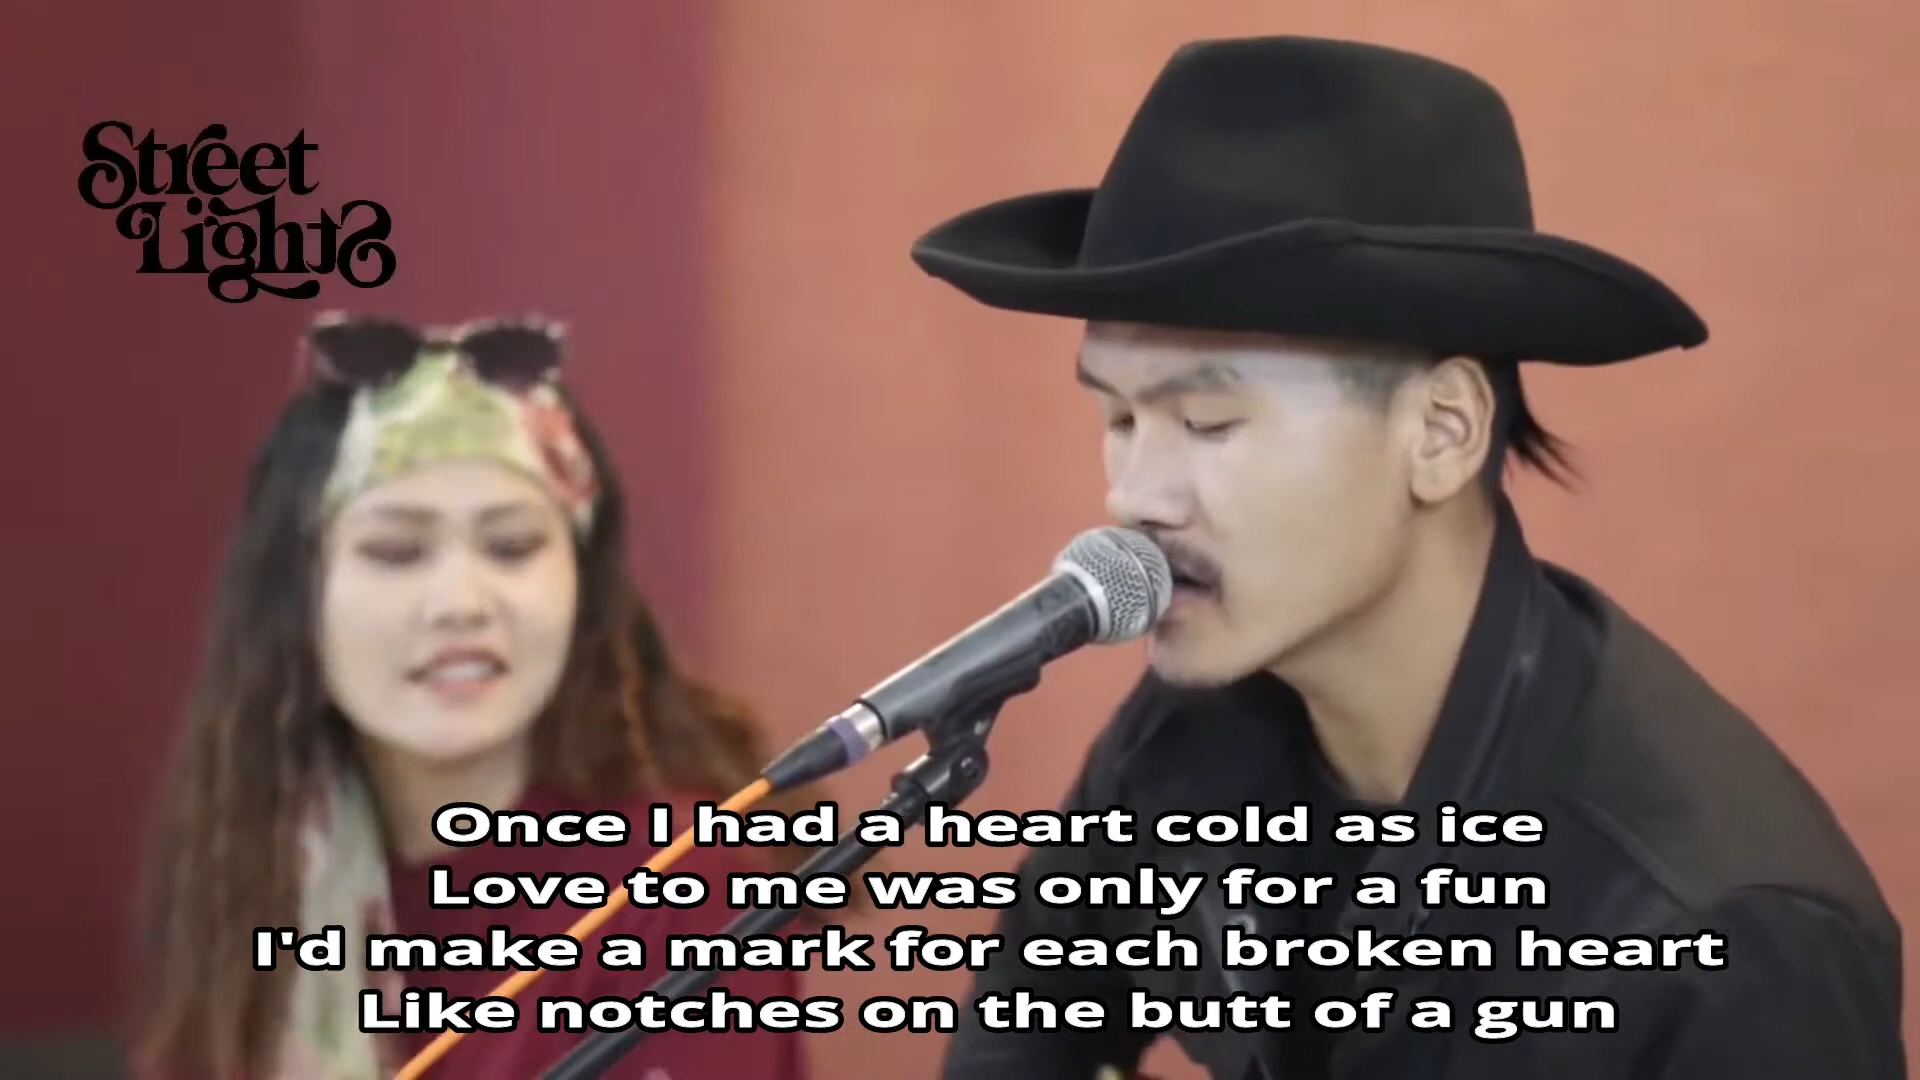 Street
Lights
Once I had a heart cold as ice
Love to me was only for a fun
I'd make a mark for each broken heart
Like notches on the butt of a gun